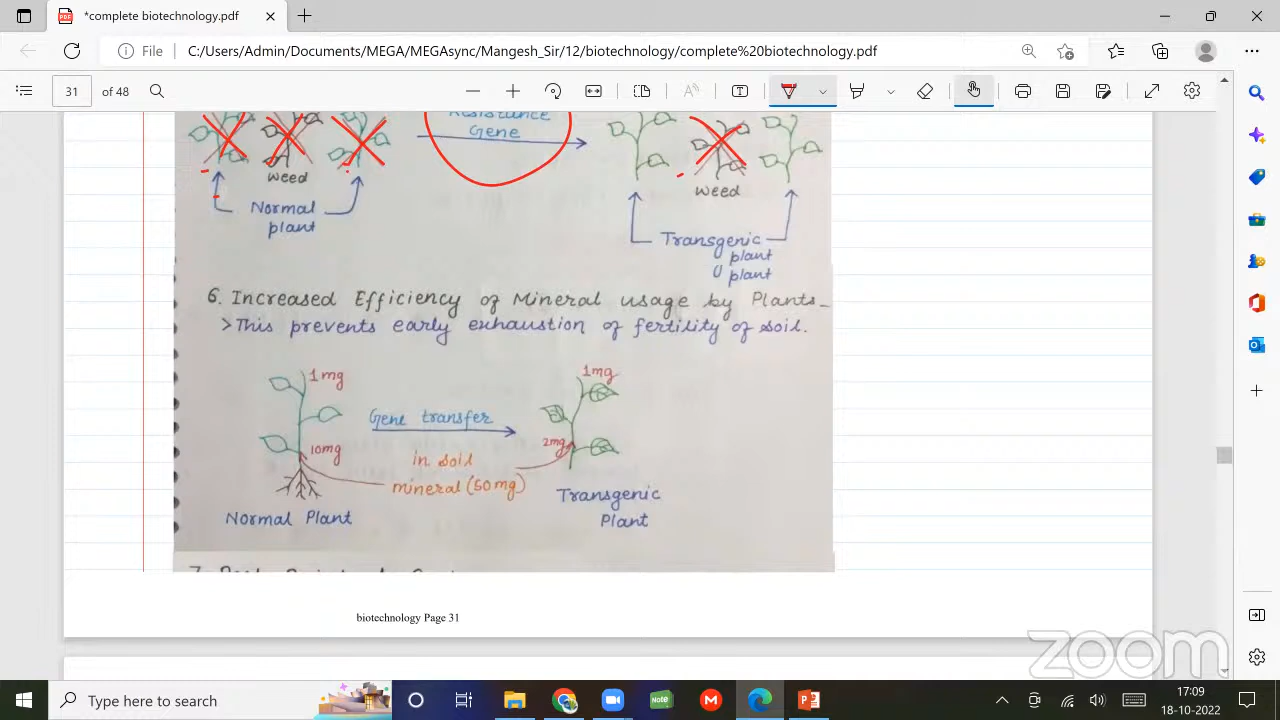 *complete biotechnology.pdf
File
C:/Users/Admin/Documents/MEGA/MEGAsync/Mangesh_Sir/12/biotechnology/complete%20biotechnology.pdf
31 of 48
Resistance
Gene
weed
Normal
plant
weed
Transgenic
plant
plant
6. Increased Efficiency of Mineral usage by Plants-
> This prevents early exhaustion of fertility of soil.
1mg
1mg
Gene transfer
10mg
2mg
in soil
mineral (50mg)
Normal Plant
Transgenic
Plant
biotechnology Page 31
zoom
Type here to search
Note
17:09
18-10-2022